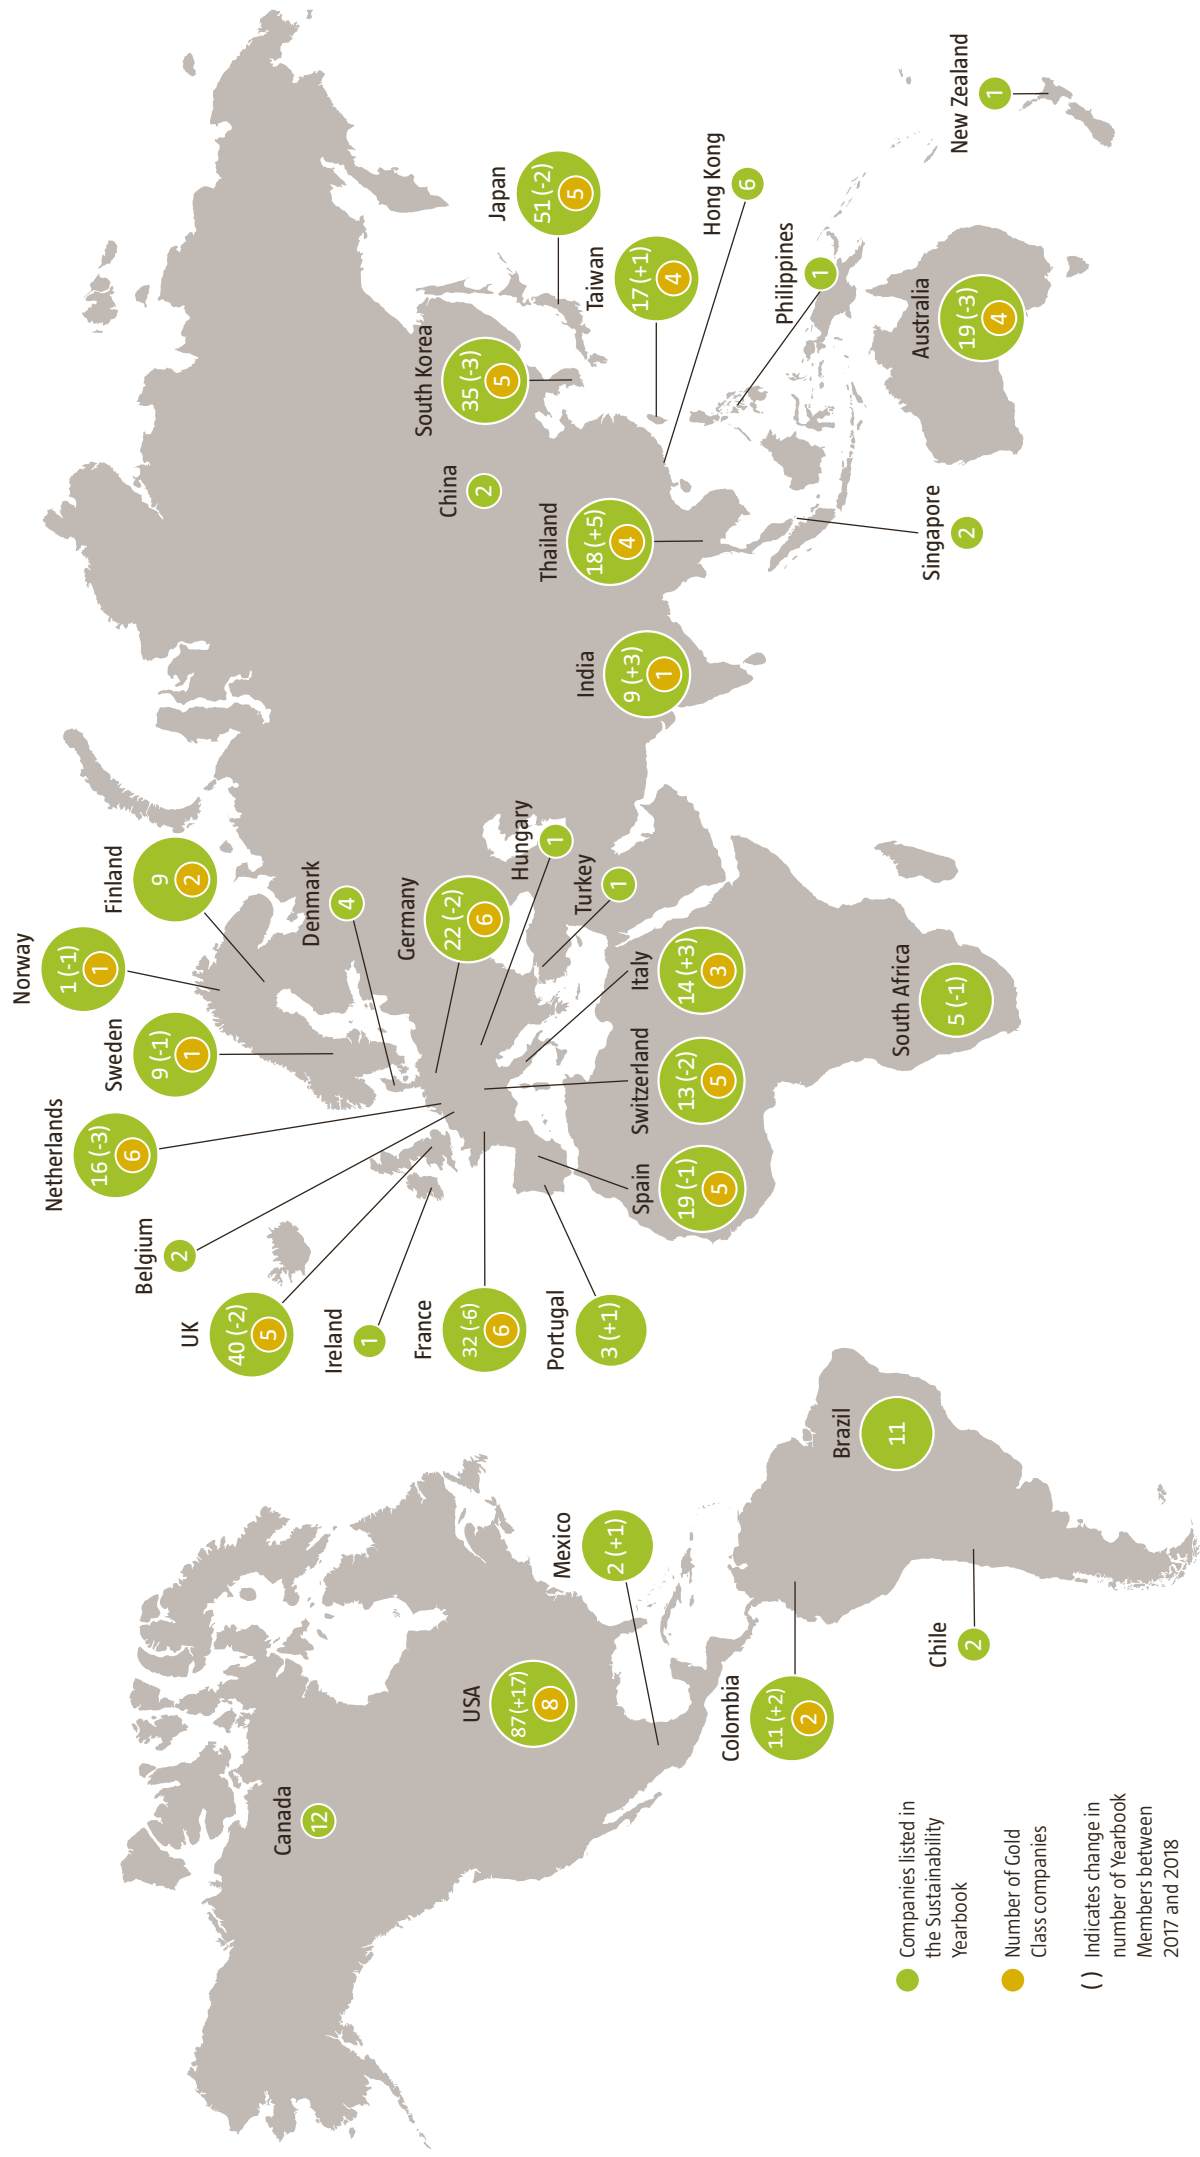 Canada
12
USA
87 (+17)
8
Mexico
2 (+1)
Colombia
11 (+2)
2
Brazil
11
Chile
2
Norway
1 (-1)
1
Finland
9
2
Sweden
9 (-1)
1
Netherlands
16 (-3)
6
Belgium
2
UK
40 (-2)
5
Ireland
1
France
32 (-6)
6
Portugal
3 (+1)
Denmark
4
Germany
22 (-2)
6
Hungary
1
Turkey
1
Italy
14 (+3)
3
Switzerland
13 (-2)
5
Spain
19 (-1)
5
South Africa
5 (-1)
India
9 (+3)
1
Thailand
18 (+5)
4
China
2
South Korea
35 (-3)
5
Japan
51 (-2)
5
Taiwan
17 (+1)
4
Hong Kong
6
Philippines
1
Singapore
2
Australia
19 (-3)
4
New Zealand
1
Companies listed in
the Sustainability
Yearbook
Number of Gold
Class companies
( ) Indicates change in
number of Yearbook
Members between
2017 and 2018